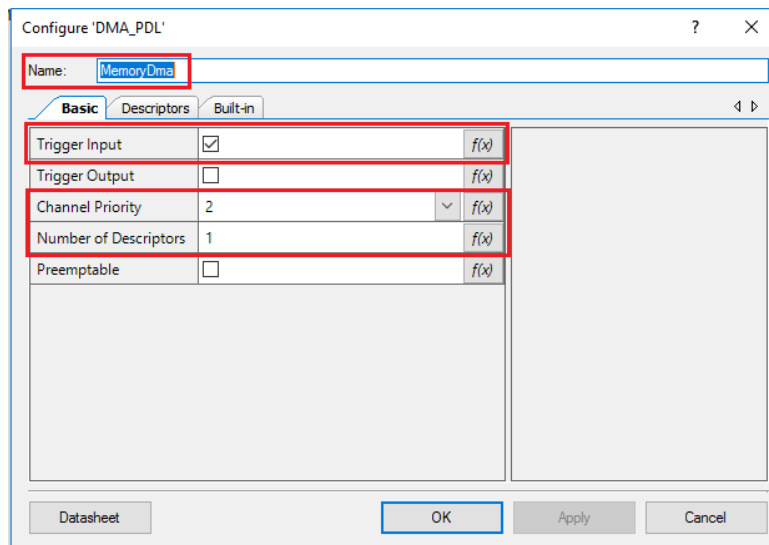 Configure 'DMA_PDL' ? ×
Name: MemoryDma
Basic Descriptors Built-in
Trigger Input f(x)
Trigger Output f(x)
Channel Priority 2 f(x)
Number of Descriptors 1 f(x)
Preemptable f(x)
Datasheet OK Apply Cancel